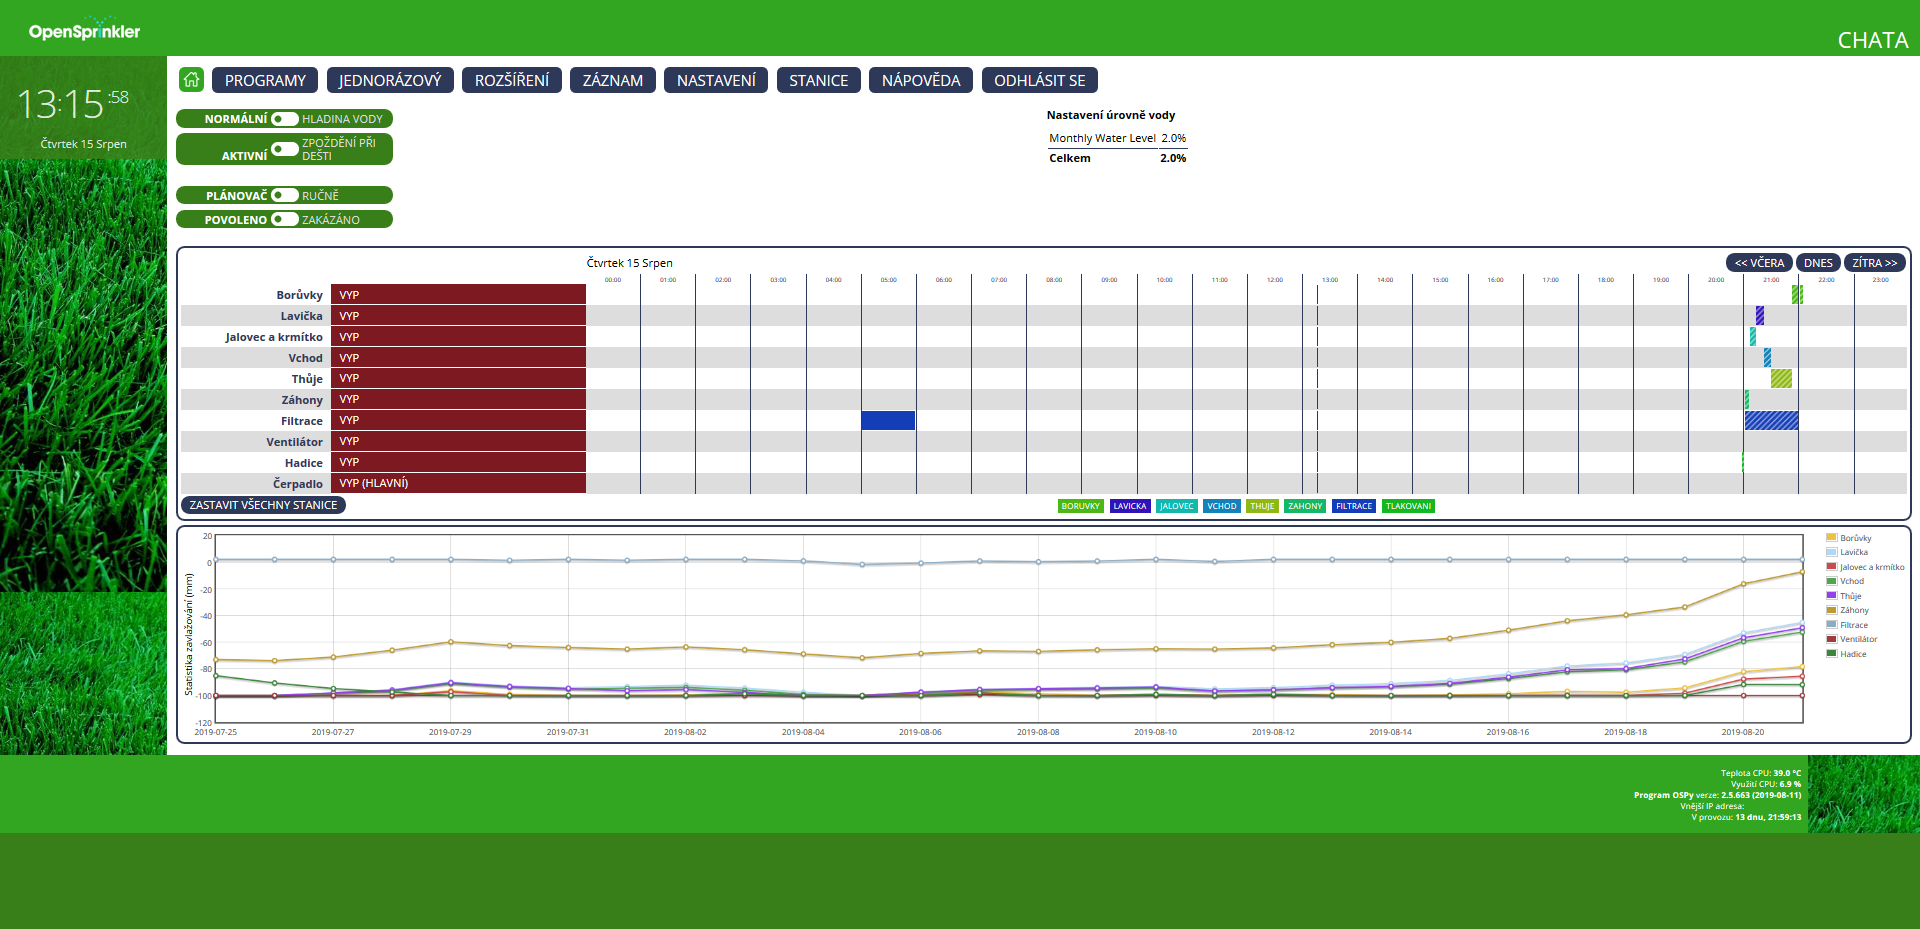 OpenSprinkler
CHATA
13:15 :58
Čtvrtek 15 Srpen
PROGRAMY JEDNORÁZOVÝ ROZŠÍŘENÍ ZÁZNAM NASTAVENÍ STANICE NÁPOVĚDA ODHLÁSIT SE
NORMÁLNÍ HLADINA VODY
AKTIVNÍ ZPOŽDĚNÍ PŘI
DEŠTI
PLÁNOVAČ RUČNĚ
POVOLENO ZAKÁZÁNO
Nastavení úrovně vody
Monthly Water Level 2.0%
Celkem 2.0%
Čtvrtek 15 Srpen
<< VČERA DNES ZÍTRA >>
00:00 01:00 02:00 03:00 04:00 05:00 06:00 07:00 08:00 09:00 10:00 11:00 12:00 13:00 14:00 15:00 16:00 17:00 18:00 19:00 20:00 21:00 22:00 23:00
Borůvky VYP
Lavička VYP
Jalovec a krmítko VYP
Vchod VYP
Thůje VYP
Záhony VYP
Filtrace VYP
Ventilátor VYP
Hadice VYP
Čerpadlo VYP (HLAVNÍ)
ZASTAVIT VŠECHNY STANICE
BORUVKY LAVICKA JALOVEC VCHOD THUJE ZAHONY FILTRACE TLAKOVANI
Statistika zavlažování (mm)
20
0
-20
-40
-60
-80
-100
-120
2019-07-25 2019-07-27 2019-07-29 2019-07-31 2019-08-02 2019-08-04 2019-08-06 2019-08-08 2019-08-10 2019-08-12 2019-08-14 2019-08-16 2019-08-18 2019-08-20
Borůvky
Lavička
Jalovec a krmítko
Vchod
Thůje
Záhony
Filtrace
Ventilátor
Hadice
Teplota CPU: 39.0 °C
Využití CPU: 6.9 %
Program OSPy verze: 2.5.663 (2019-08-11)
Vnější IP adresa:
V provozu: 13 dnu, 21:59:13